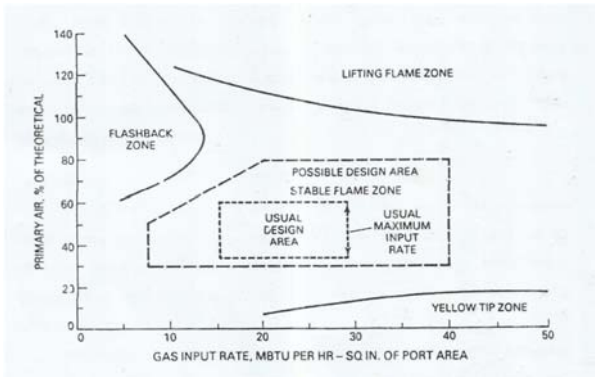 140
120
100
80
60
40
23
0
PRIMARY AIR, % OF THEORETICAL
LIFTING FLAME ZONE
FLASHBACK
ZONE
POSSIBLE DESIGN AREA
STABLE FLAME ZONE
USUAL
DESIGN
AREA
USUAL
MAXIMUM
INPUT
RATE
YELLOW TIP ZONE
0 10 20 30 40 50
GAS INPUT RATE, MBTU PER HR – SQ IN. OF PORT AREA